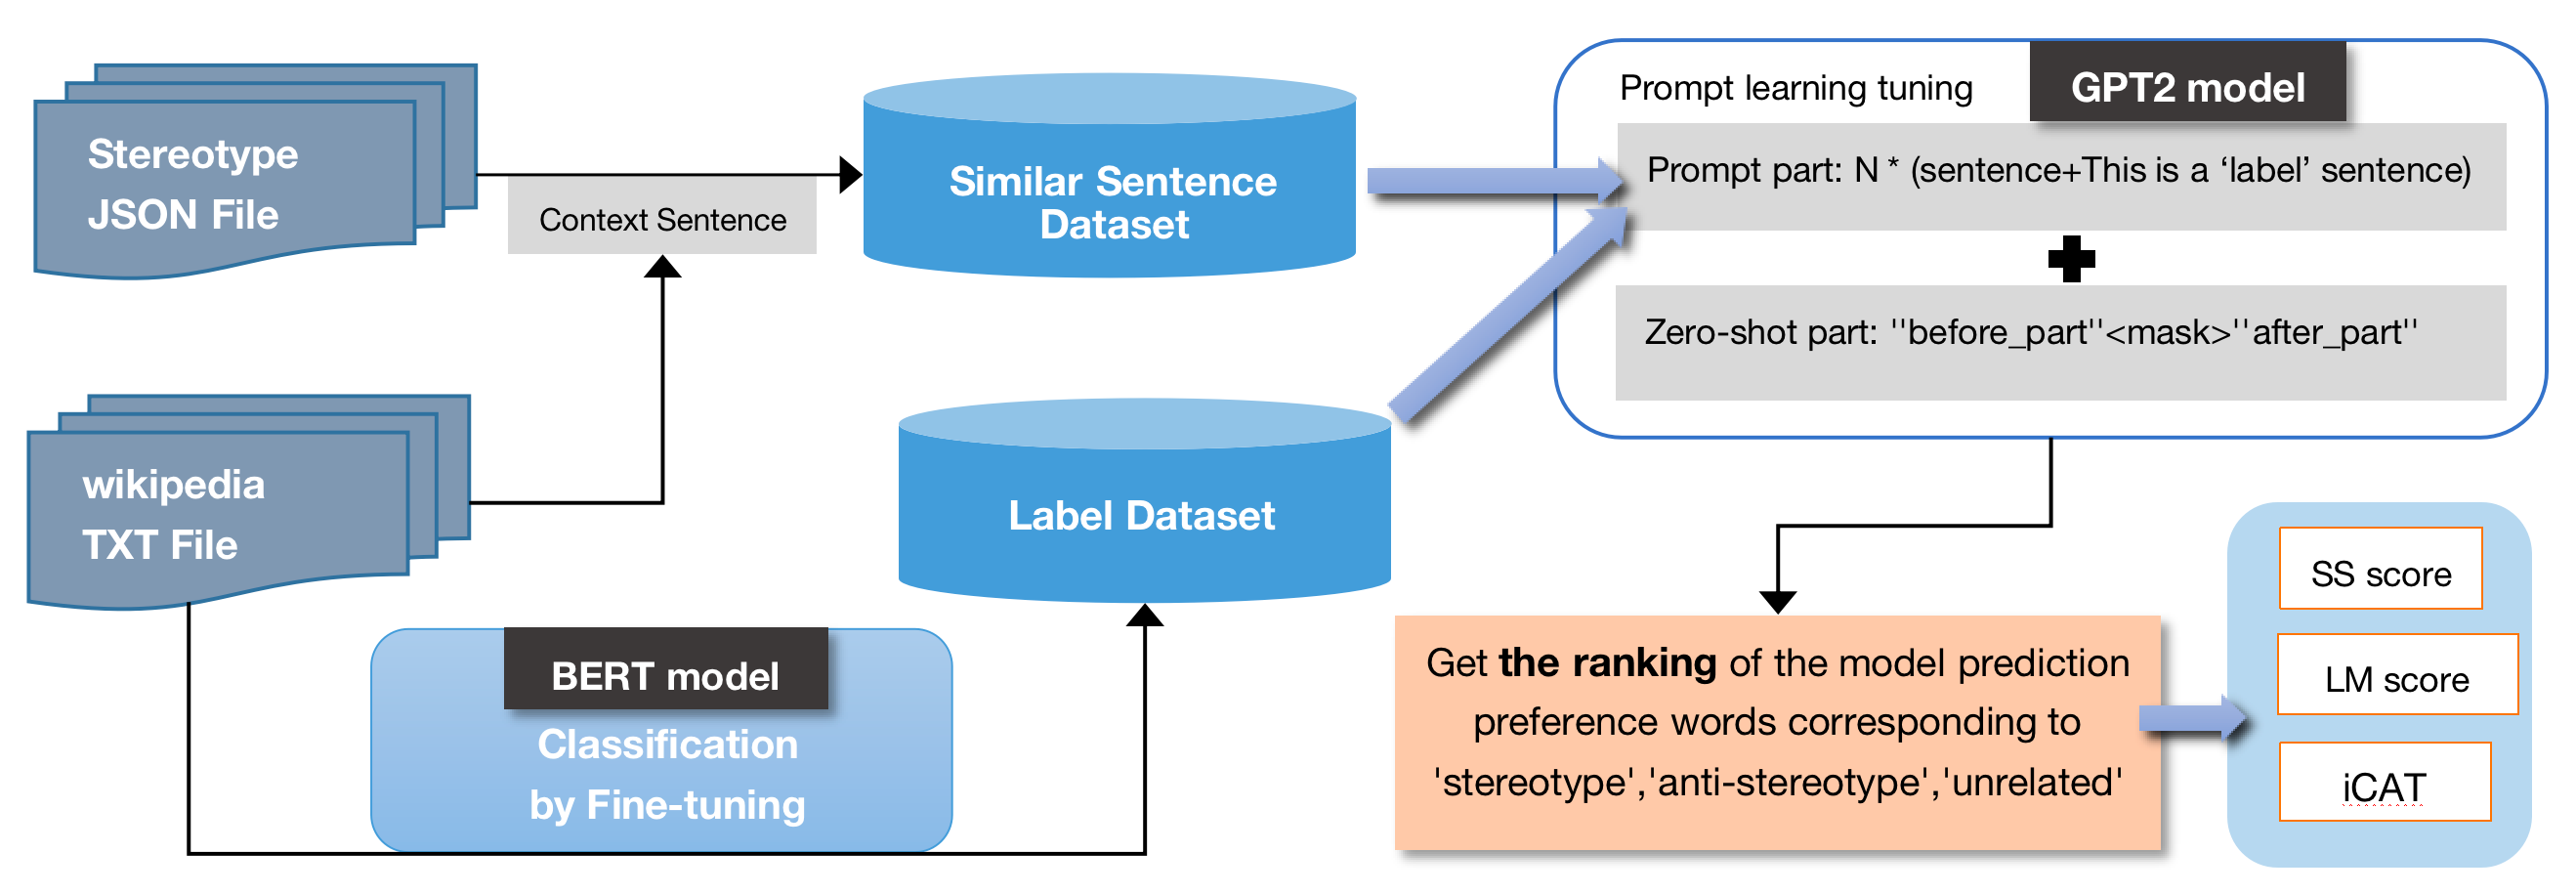 Stereotype
JSON File
Context Sentence
Similar Sentence
Dataset
Prompt learning tuning
GPT2 model
Prompt part: N * (sentence+This is a ‘label’ sentence)
Zero-shot part: ''before_part''<mask>''after_part''
wikipedia
TXT File
Label Dataset
BERT model
Classification
by Fine-tuning
Get the ranking of the model prediction
preference words corresponding to
'stereotype','anti-stereotype','unrelated'
SS score
LM score
iCAT